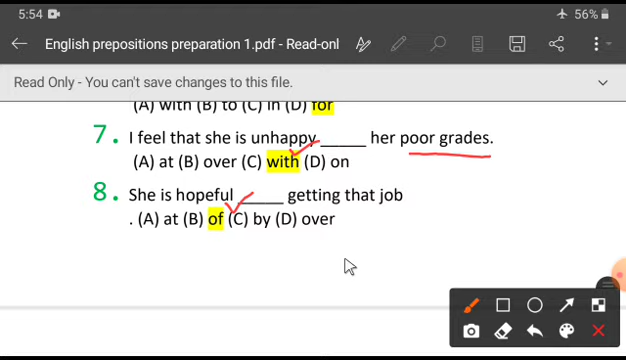 5:54 56%
English prepositions preparation 1.pdf - Read-onl
Read Only - You can't save changes to this file.
(A) with (B) to (C) in (D) for
7. I feel that she is unhappy _____ her poor grades.
(A) at (B) over (C) with (D) on
8. She is hopeful _____ getting that job
. (A) at (B) of (C) by (D) over